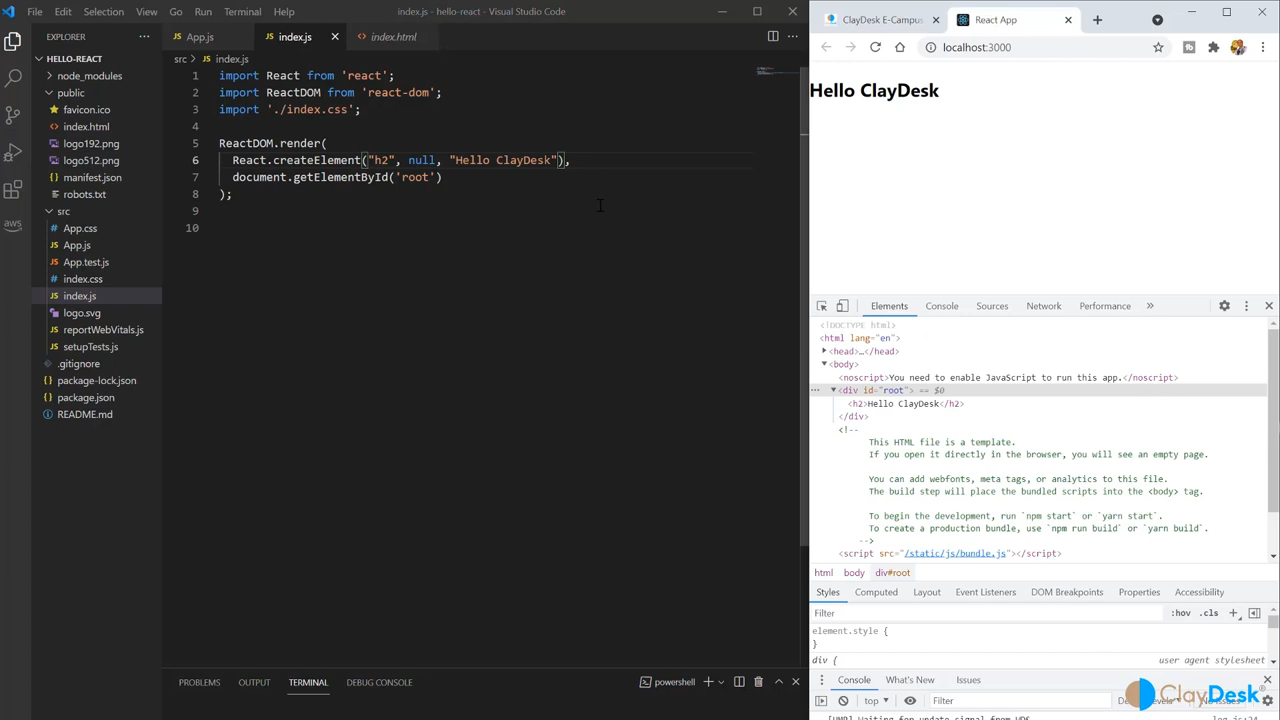 File Edit Selection View Go Run Terminal Help
index.js - hello-react - Visual Studio Code
EXPLORER
HELLO-REACT
node_modules
public
favicon.ico
index.html
logo192.png
logo512.png
manifest.json
robots.txt
src
App.css
App.js
App.test.js
index.css
index.js
logo.svg
reportWebVitals.js
setupTests.js
.gitignore
package-lock.json
package.json
README.md
aws
App.js index.js index.html
src > index.js
1 import React from 'react';
2 import ReactDOM from 'react-dom';
3 import './index.css';
4
5 ReactDOM.render(
6 React.createElement("h2", null, "Hello ClayDesk"),
7 document.getElementById('root')
8 );
9
10
PROBLEMS OUTPUT TERMINAL DEBUG CONSOLE
powershell
ClayDesk E-Campus
React App
localhost:3000
Hello ClayDesk
Elements Console Sources Network Performance
<!DOCTYPE html>
<html lang="en">
<head>…</head>
<body>
<noscript>You need to enable JavaScript to run this app.</noscript>
<div id="root"> == $0
<h2>Hello ClayDesk</h2>
</div>
<!--
This HTML file is a template.
If you open it directly in the browser, you will see an empty page.
You can add webfonts, meta tags, or analytics to this file.
The build step will place the bundled scripts into the <body> tag.
To begin the development, run `npm start` or `yarn start`.
To create a production bundle, use `npm run build` or `yarn build`.
-->
<script src="/static/js/bundle.js"></script>
html body div#root
Styles Computed Layout Event Listeners DOM Breakpoints Properties Accessibility
Filter
:hov .cls
element.style {
}
div {
user agent stylesheet
Console What's New Issues
top
Filter
ClayDesk